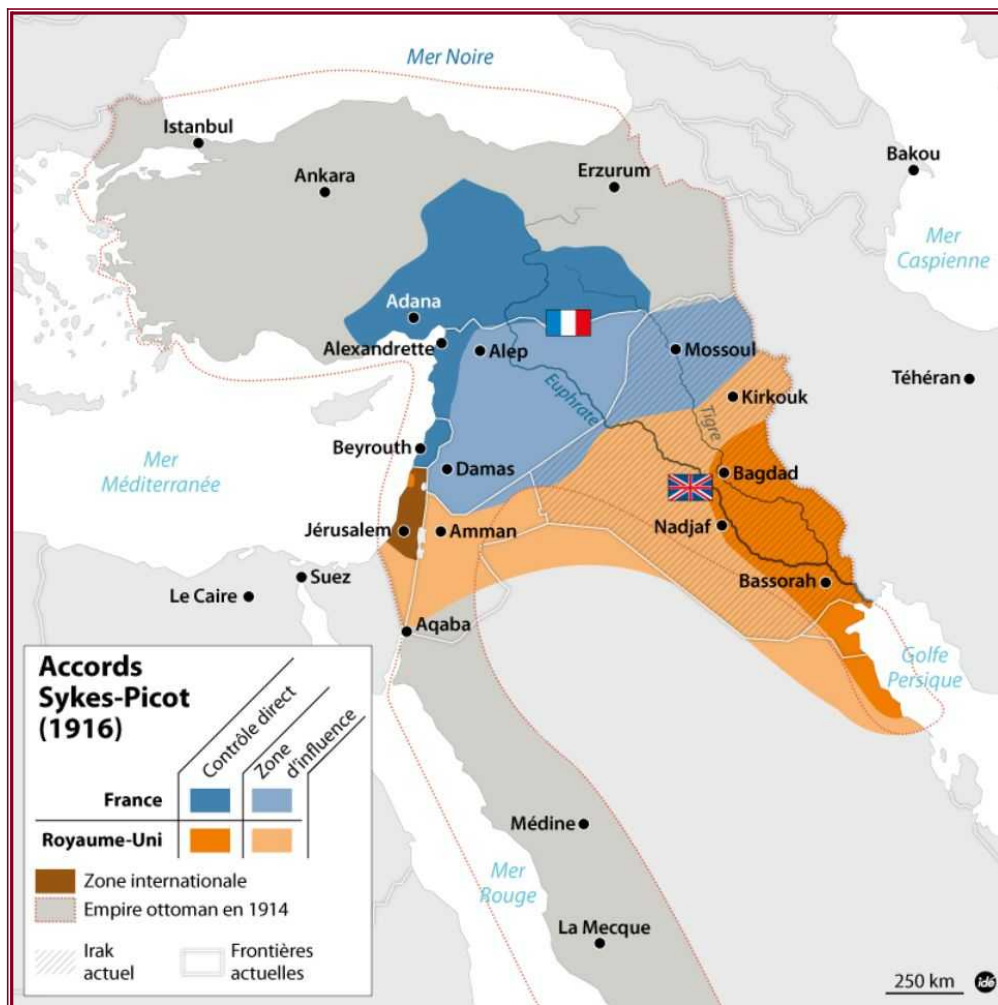 Mer Noire
Istanbul
Ankara
Erzurum
Bakou
Mer
Caspienne
Adana
Alexandrette
Alep
Mossoul
Téhéran
Kirkouk
Euphrate
Tigre
Beyrouth
Mer
Méditerranée
Damas
Bagdad
Jérusalem
Amman
Nadjaf
Suez
Bassorah
Le Caire
Aqaba
Golfe
Persique
Accords
Sykes-Picot
(1916)
Contrôle direct
Zone
d'influence
France
Royaume-Uni
Zone internationale
Empire ottoman en 1914
Irak
actuel
Frontières
actuelles
Médine
Mer
Rouge
La Mecque
250 km
idé